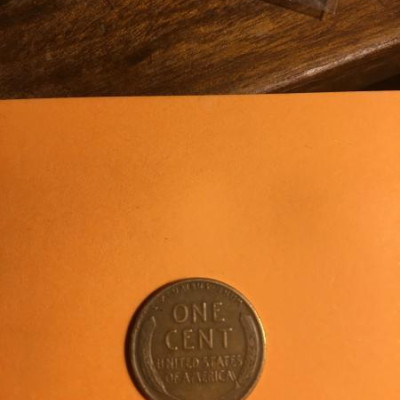 ONE
CENT
UNITED STATES
OF AMERICA